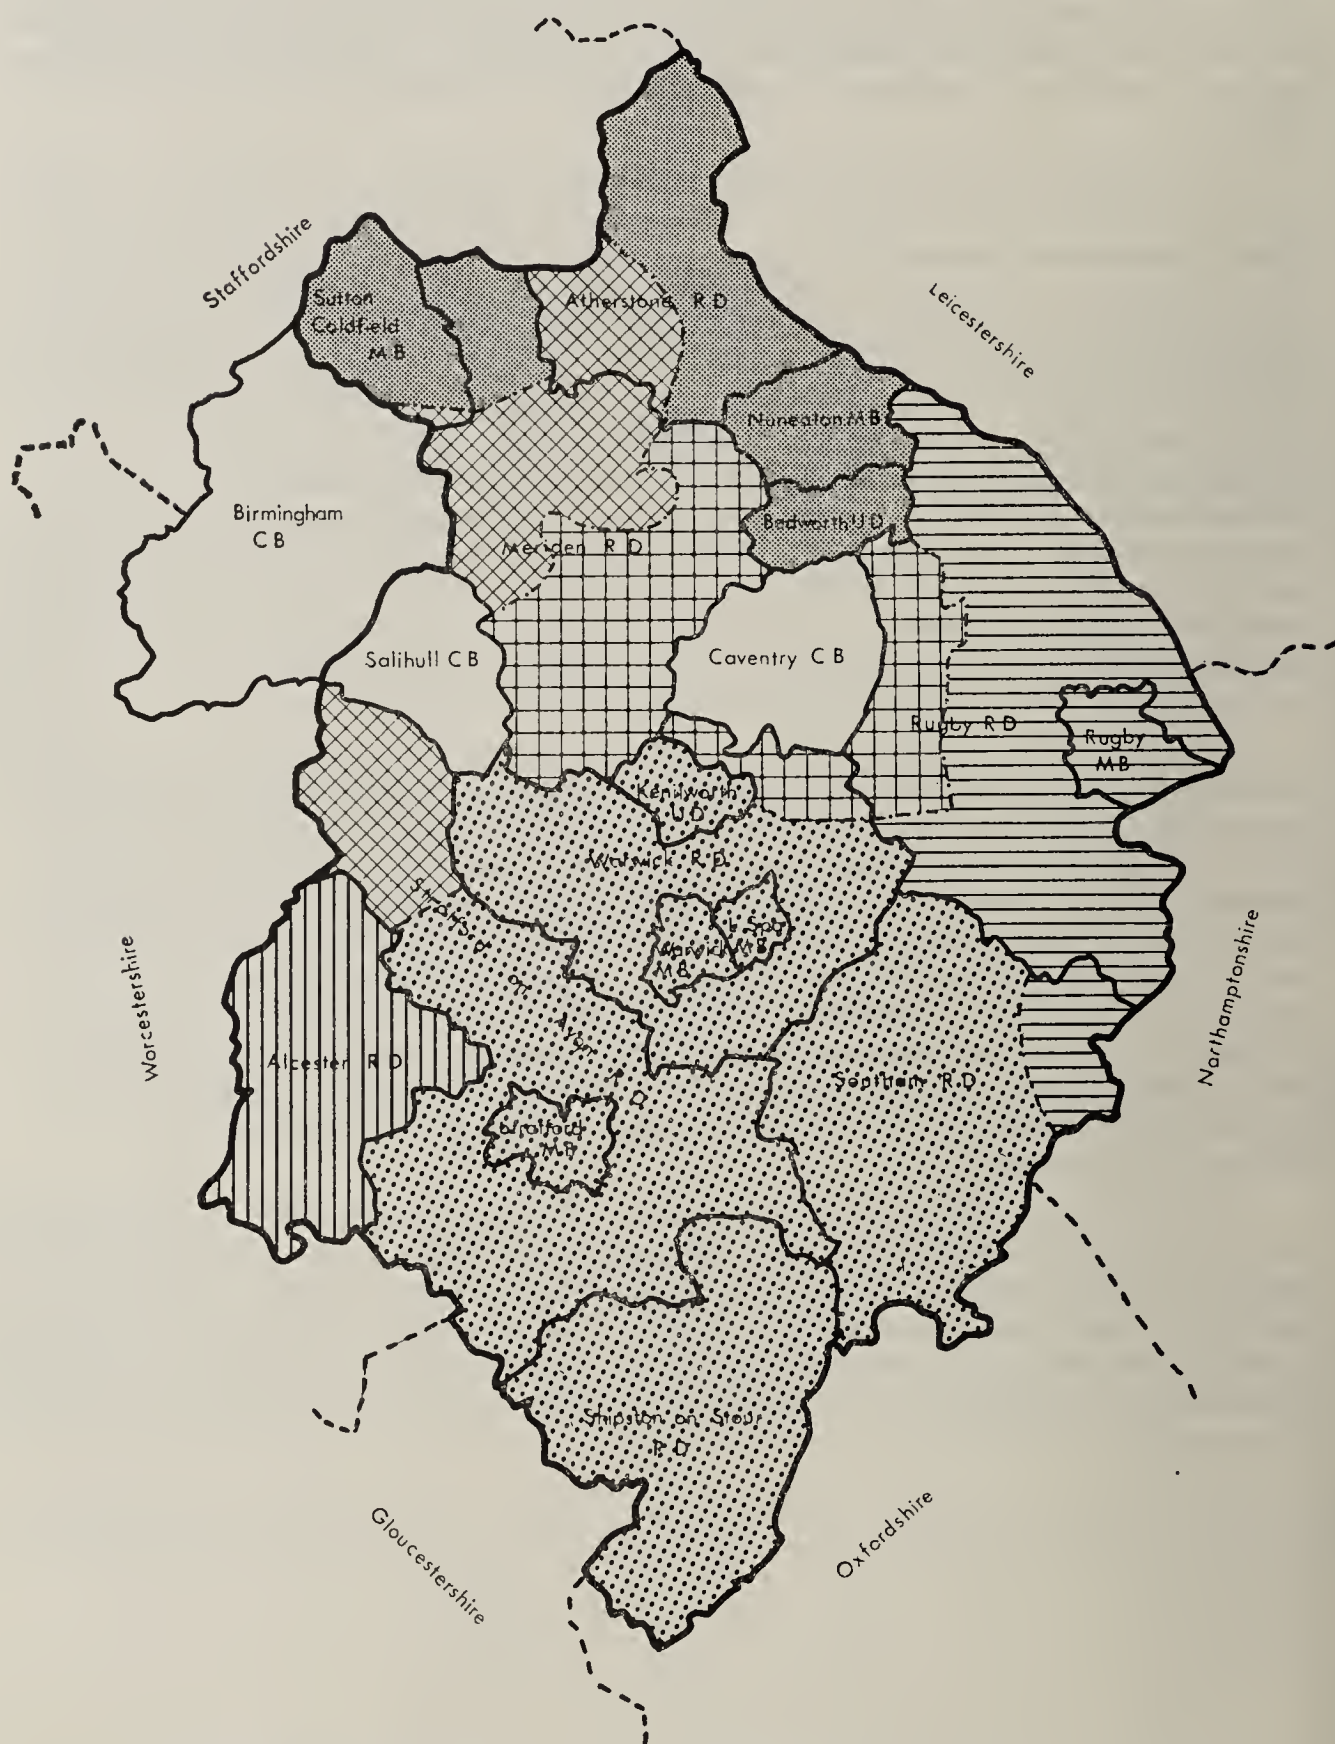 Staffordshire
Leicestershire
Sutton
Coldfield
M B
Atherstone R D
Nuneaton M B
Birmingham
C B
Bedworth U D
Meriden R D
Salihull C B
Caventry C B
Rugby R D
Rugby
M B
Kenilworth
U D
Warwick R D
Stratford on Avon R D
L Spa
M B
Warwick
M B
Worcestershire
Northamptonshire
Alcester R D
Southam R D
Stratford
M B
Shipston on Stour
R D
Gloucestershire
Oxfordshire